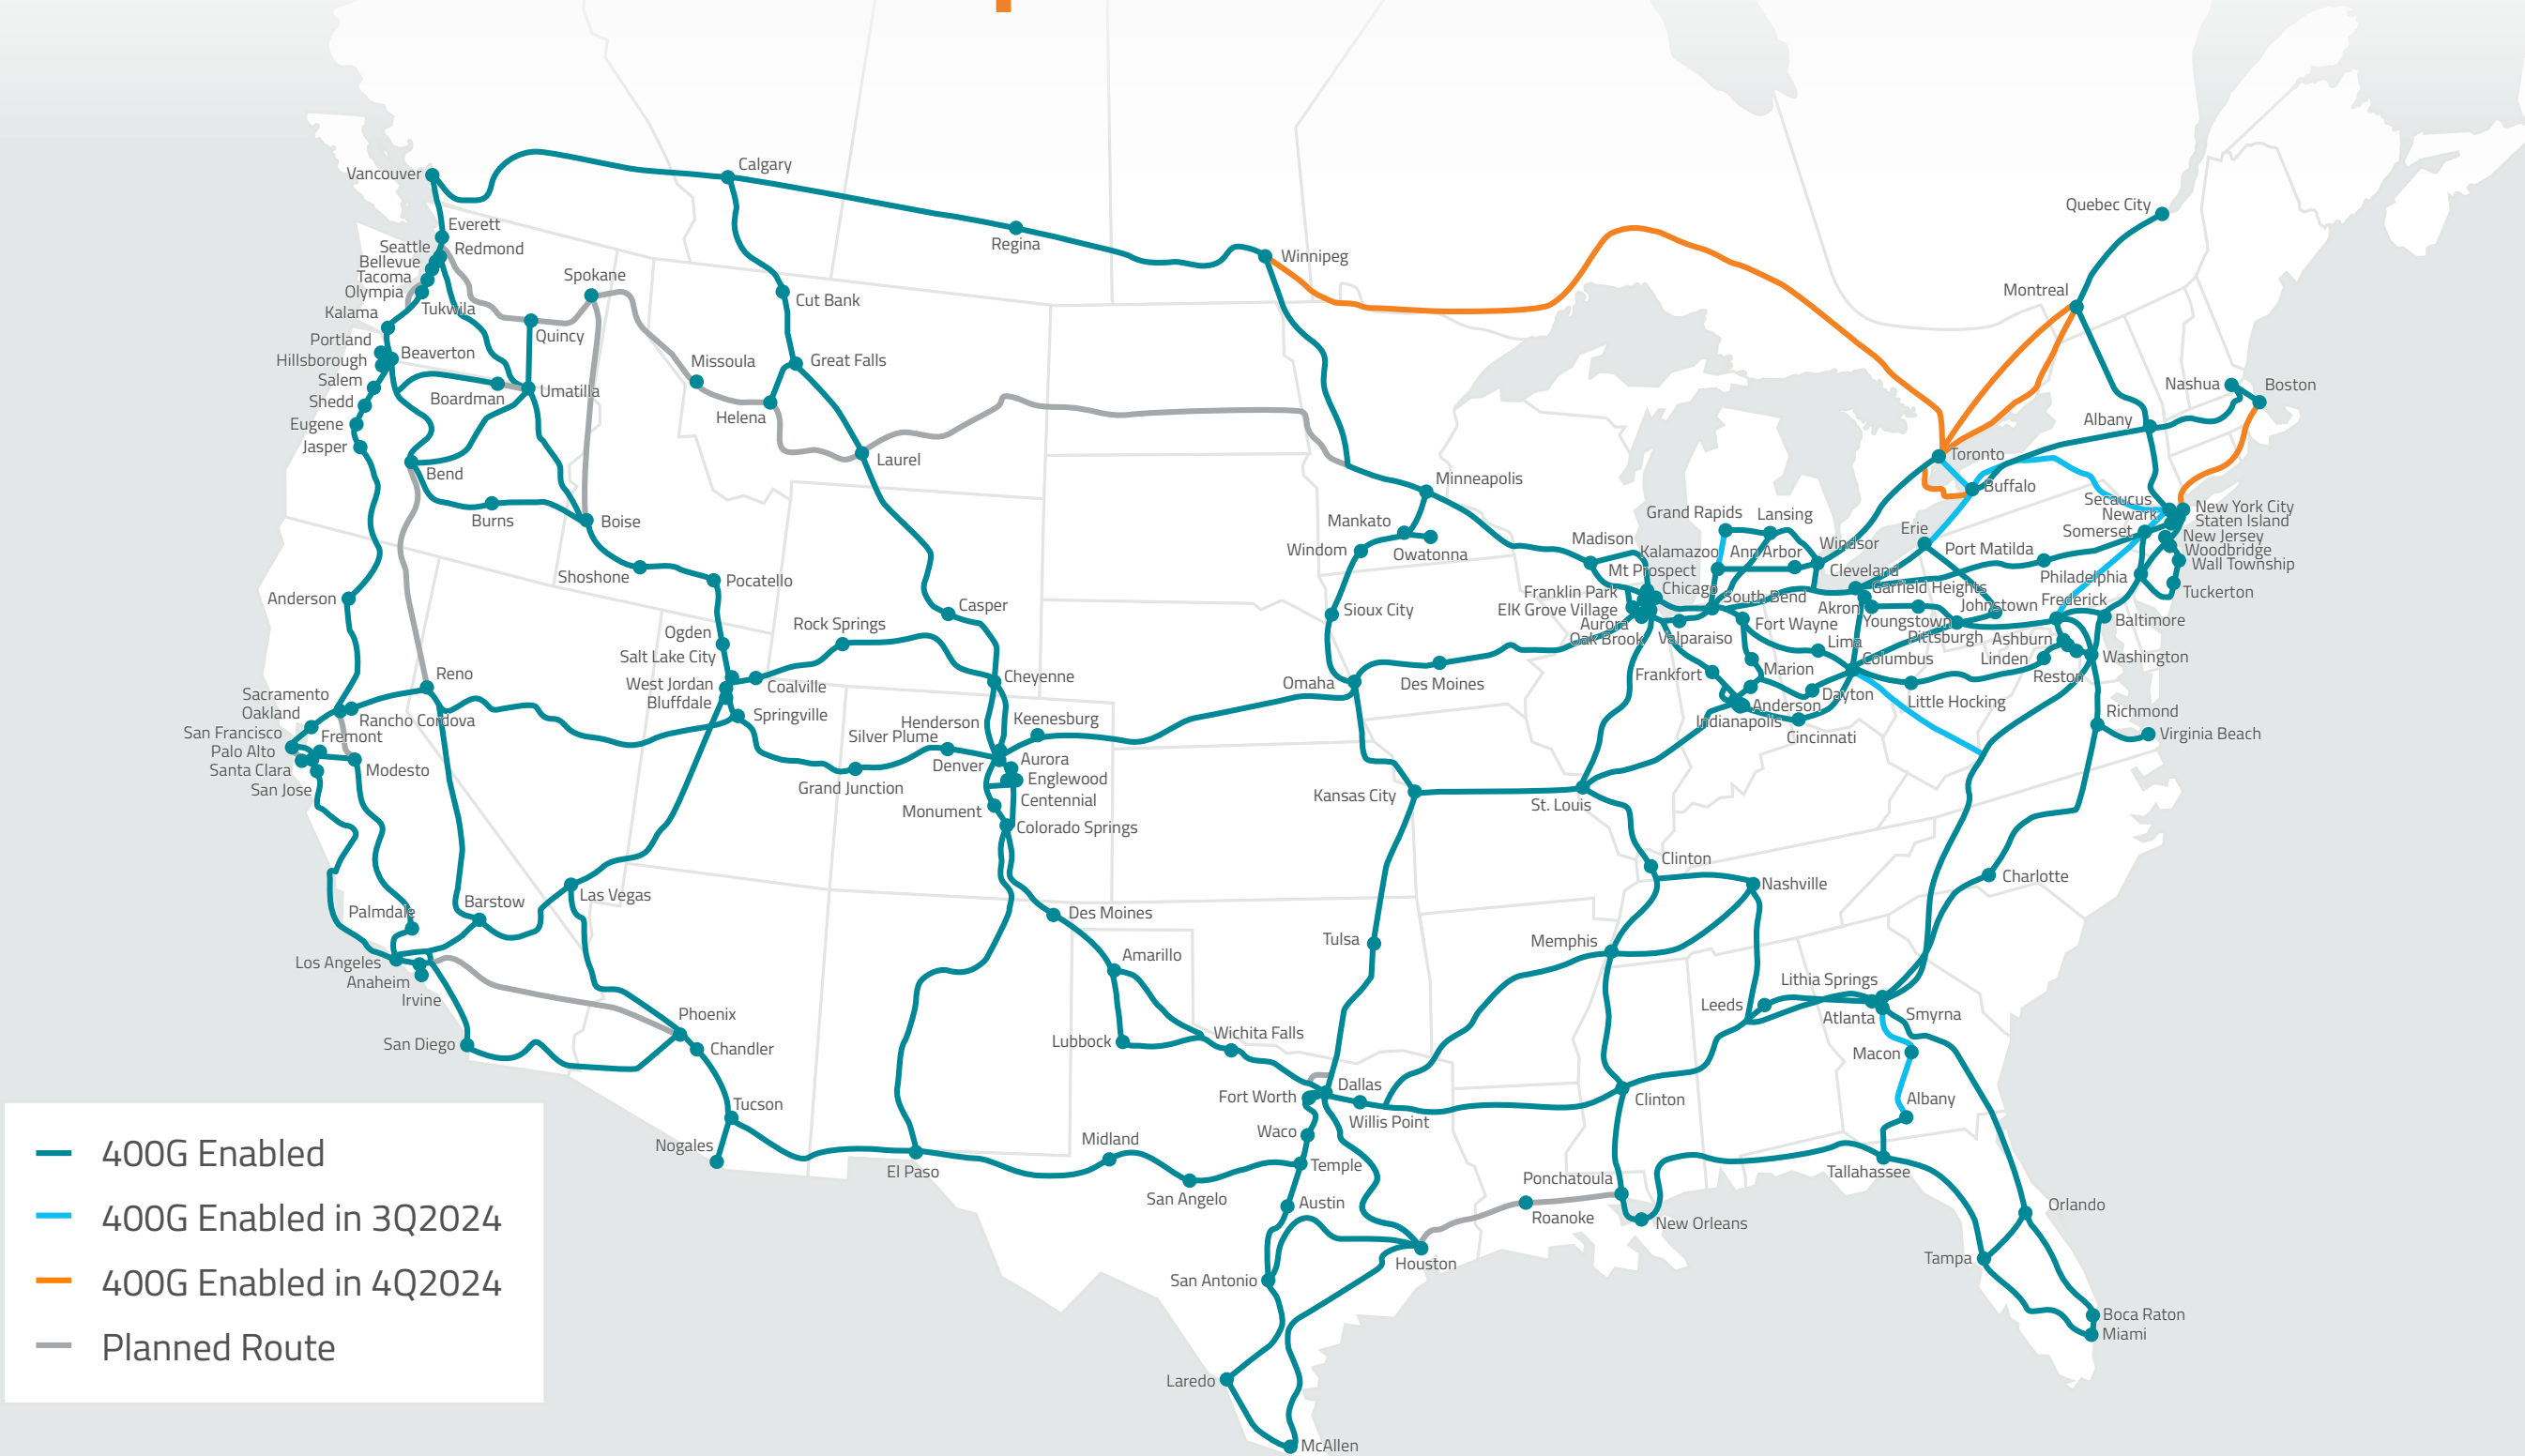 Vancouver
Calgary
Regina
Winnipeg
Quebec City
Montreal
Everett
Seattle
Redmond
Bellevue
Tacoma
Olympia
Tukwila
Kalama
Spokane
Quincy
Cut Bank
Portland
Beaverton
Hillsborough
Salem
Boardman
Umatilla
Shedd
Eugene
Jasper
Bend
Burns
Boise
Missoula
Helena
Great Falls
Laurel
Shoshone
Pocatello
Anderson
Ogden
Salt Lake City
West Jordan
Bluffdale
Coalville
Springville
Rock Springs
Casper
Cheyenne
Reno
Sacramento
Oakland
Rancho Cordova
San Francisco
Fremont
Palo Alto
Santa Clara
Modesto
San Jose
Henderson
Silver Plume
Keenesburg
Denver
Aurora
Englewood
Grand Junction
Centennial
Monument
Colorado Springs
Las Vegas
Barstow
Palmdale
Los Angeles
Anaheim
Irvine
San Diego
Phoenix
Chandler
Tucson
Nogales
El Paso
Des Moines
Amarillo
Lubbock
Wichita Falls
Midland
San Angelo
Dallas
Fort Worth
Willis Point
Waco
Temple
Austin
San Antonio
Houston
Laredo
McAllen
Minneapolis
Mankato
Owatonna
Windom
Sioux City
Omaha
Des Moines
Kansas City
Tulsa
St. Louis
Clinton
Nashville
Memphis
Clinton
Ponchatoula
Roanoke
New Orleans
Leeds
Lithia Springs
Atlanta
Smyrna
Macon
Albany
Tallahassee
Orlando
Tampa
Boca Raton
Miami
Charlotte
Madison
Mt Prospect
Franklin Park
Chicago
ElK Grove Village
Aurora
Oak Brook
Valparaiso
South Bend
Grand Rapids
Lansing
Kalamazoo
Ann Arbor
Windsor
Cleveland
Garfield Heights
Akron
Youngstown
Fort Wayne
Lima
Marion
Frankfort
Columbus
Dayton
Anderson
Indianapolis
Cincinnati
Little Hocking
Toronto
Buffalo
Erie
Port Matilda
Johnstown
Pittsburgh
Frederick
Ashburn
Linden
Reston
Baltimore
Washington
Richmond
Virginia Beach
Philadelphia
Nashua
Boston
Albany
Secaucus
Newark
Somerset
New York City
Staten Island
New Jersey
Woodbridge
Wall Township
Tuckerton
400G Enabled
400G Enabled in 3Q2024
400G Enabled in 4Q2024
Planned Route